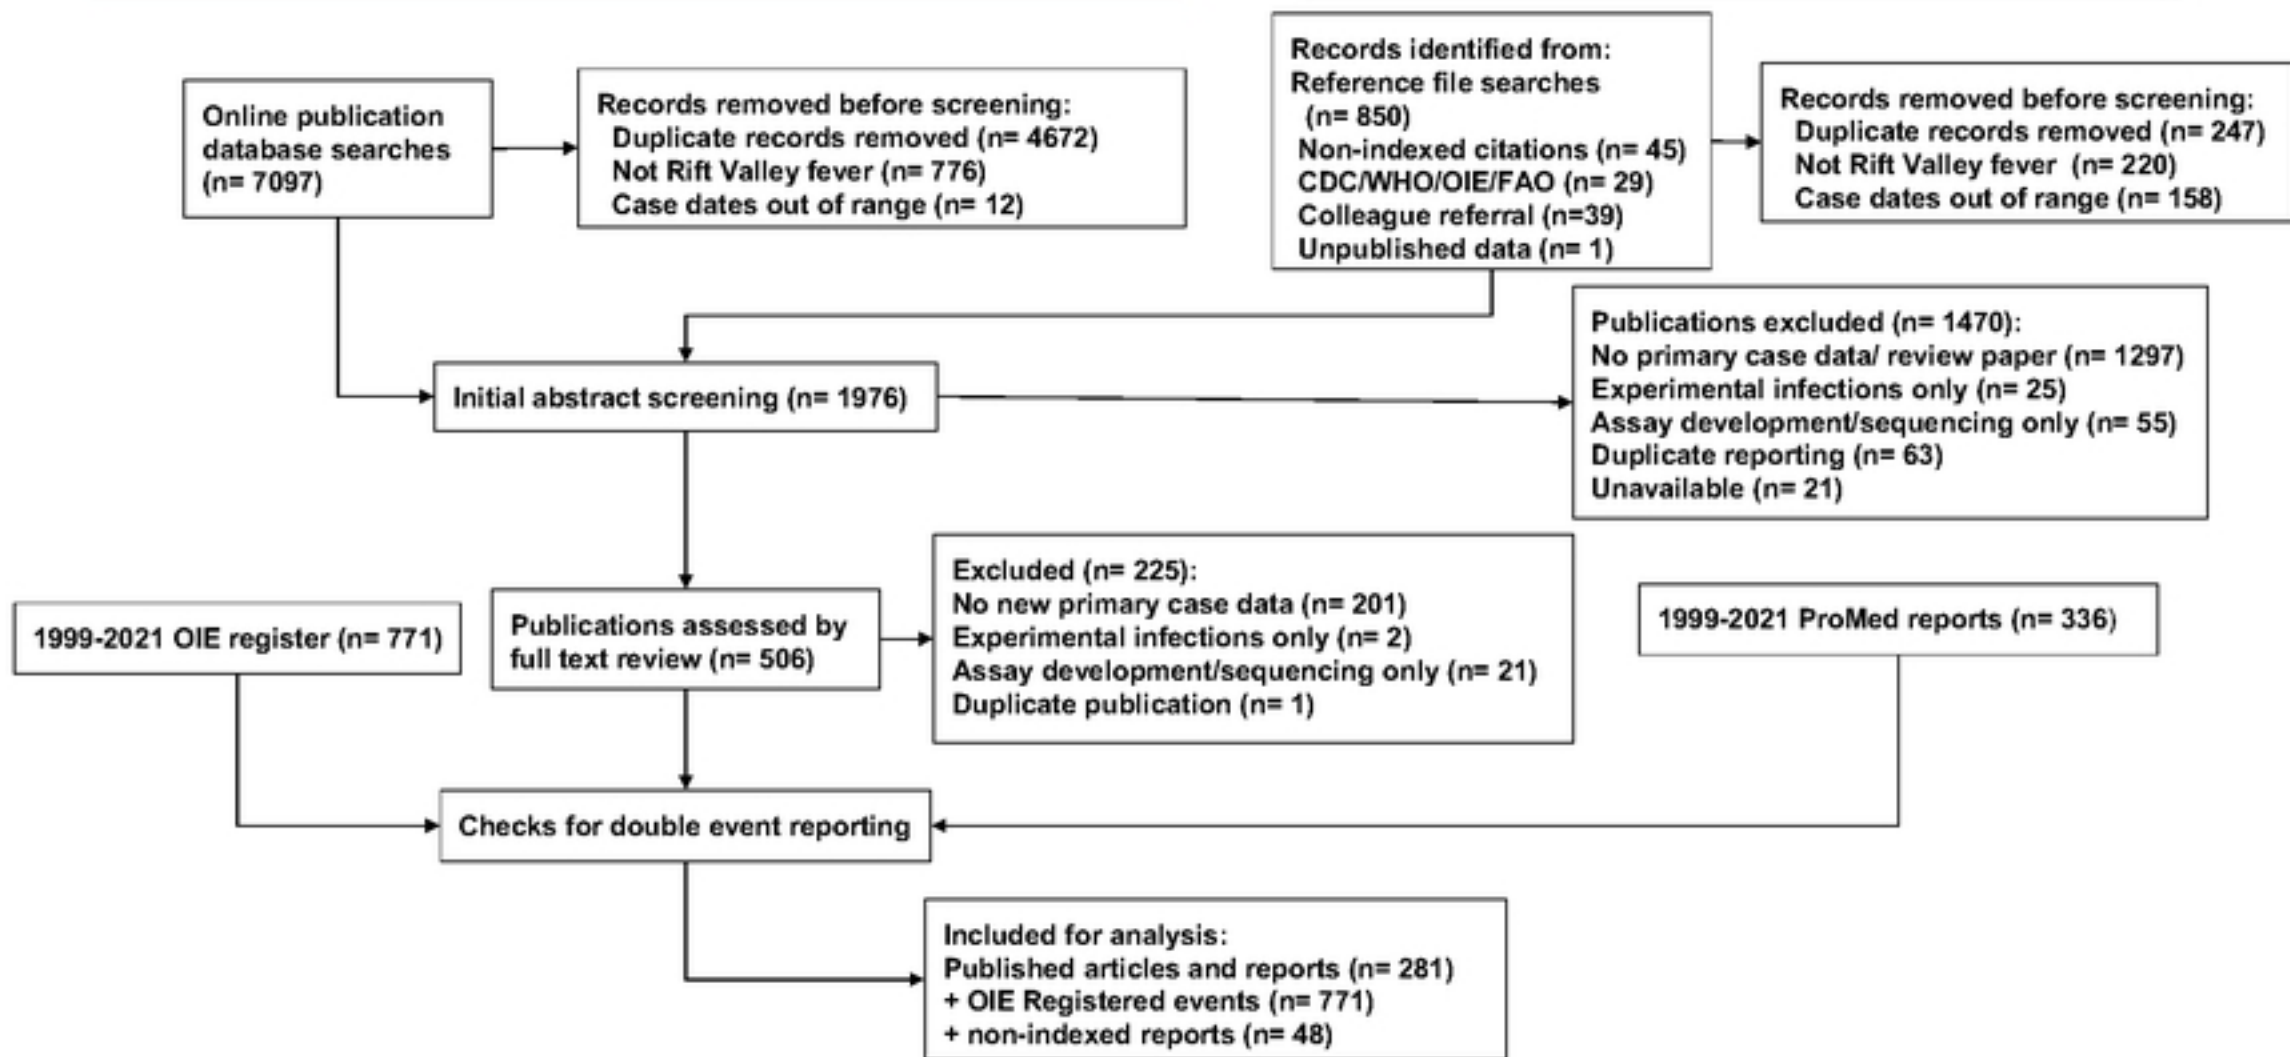 Online publication
database searches
(n= 7097)
Records removed before screening:
Duplicate records removed (n= 4672)
Not Rift Valley fever (n= 776)
Case dates out of range (n= 12)
Records identified from:
Reference file searches
(n= 850)
Non-indexed citations (n= 45)
CDC/WHO/OIE/FAO (n= 29)
Colleague referral (n=39)
Unpublished data (n= 1)
Records removed before screening:
Duplicate records removed (n= 247)
Not Rift Valley fever (n= 220)
Case dates out of range (n= 158)
Initial abstract screening (n= 1976)
Publications excluded (n= 1470):
No primary case data/ review paper (n= 1297)
Experimental infections only (n= 25)
Assay development/sequencing only (n= 55)
Duplicate reporting (n= 63)
Unavailable (n= 21)
1999-2021 OIE register (n= 771)
Publications assessed by
full text review (n= 506)
Excluded (n= 225):
No new primary case data (n= 201)
Experimental infections only (n= 2)
Assay development/sequencing only (n= 21)
Duplicate publication (n= 1)
1999-2021 ProMed reports (n= 336)
Checks for double event reporting
Included for analysis:
Published articles and reports (n= 281)
+ OIE Registered events (n= 771)
+ non-indexed reports (n= 48)